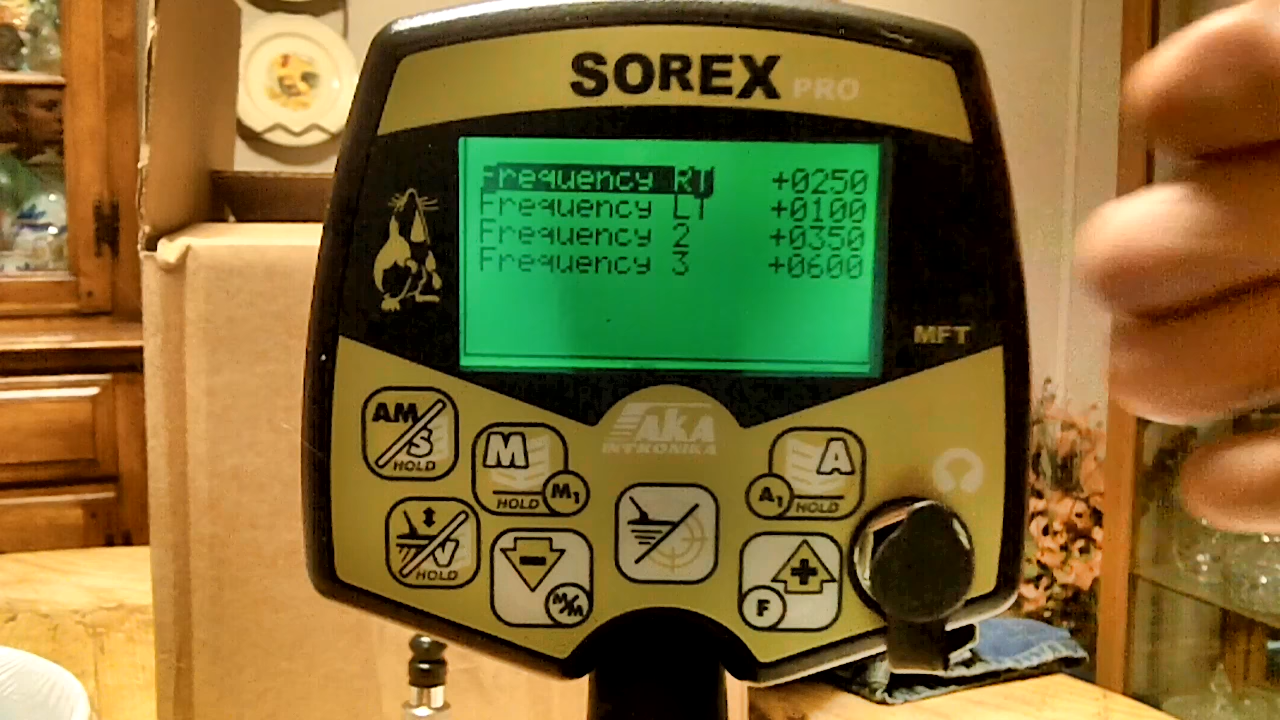 SOREX PRO
Frequency RT +0250
Frequency LT +0100
Frequency 2 +0350
Frequency 3 +0600
MFT
AKA
INTRONIKA
AM/S
HOLD
M
HOLD M1
A
A1 HOLD
V
HOLD
M/M
F